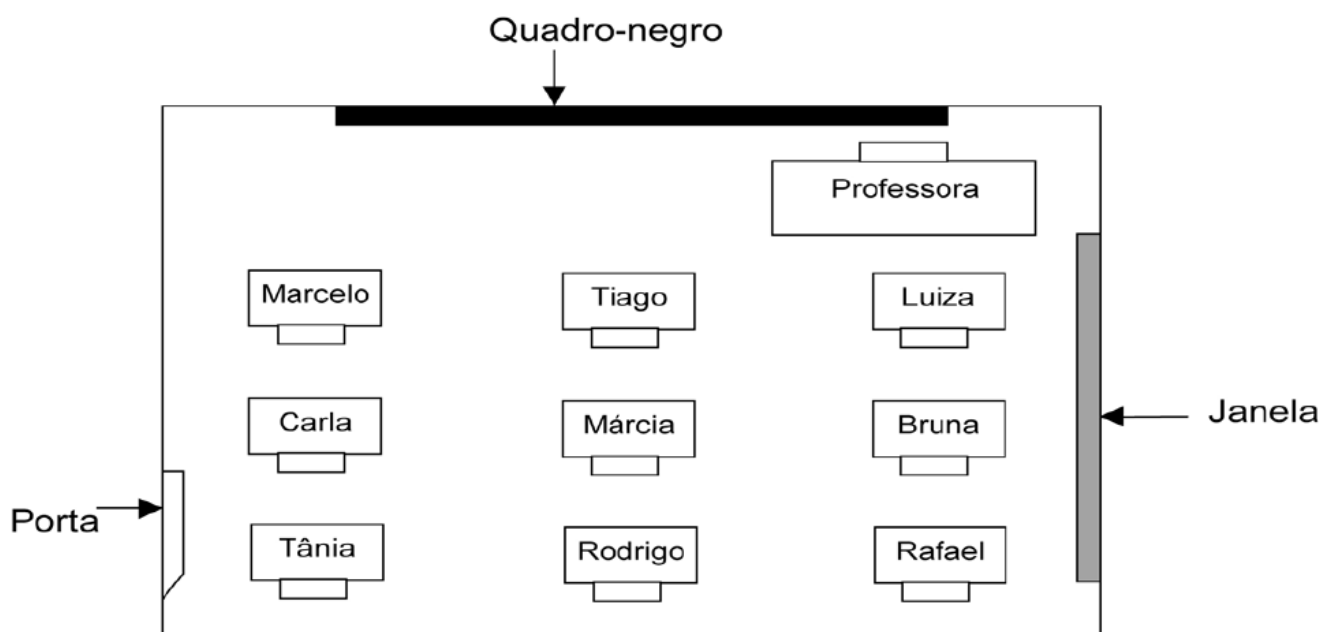 Quadro-negro
Professora
Marcelo Tiago Luiza
Carla Márcia Bruna
Janela
Porta
Tânia Rodrigo Rafael